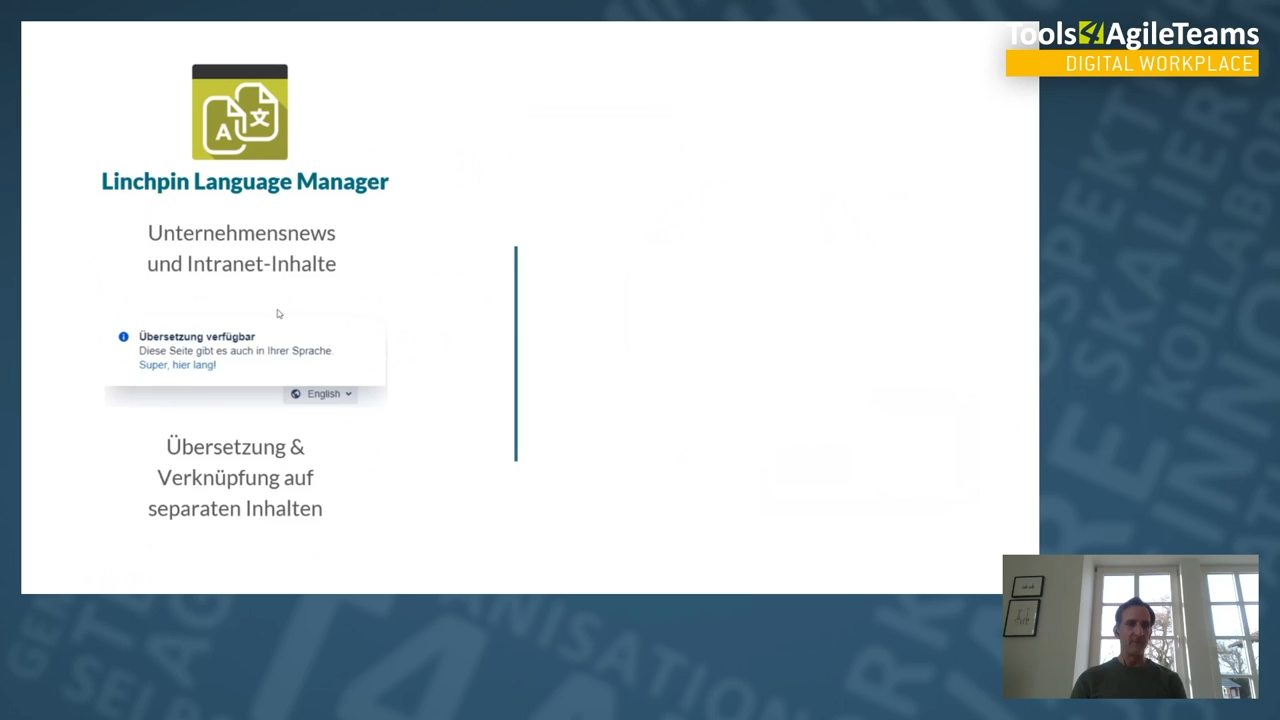 Tools4AgileTeams
DIGITAL WORKPLACE
A 文
Linchpin Language Manager
Unternehmensnews
und Intranet-Inhalte
Übersetzung verfügbar
Diese Seite gibt es auch in Ihrer Sprache.
Super, hier lang!
English
Übersetzung &
Verknüpfung auf
separaten Inhalten